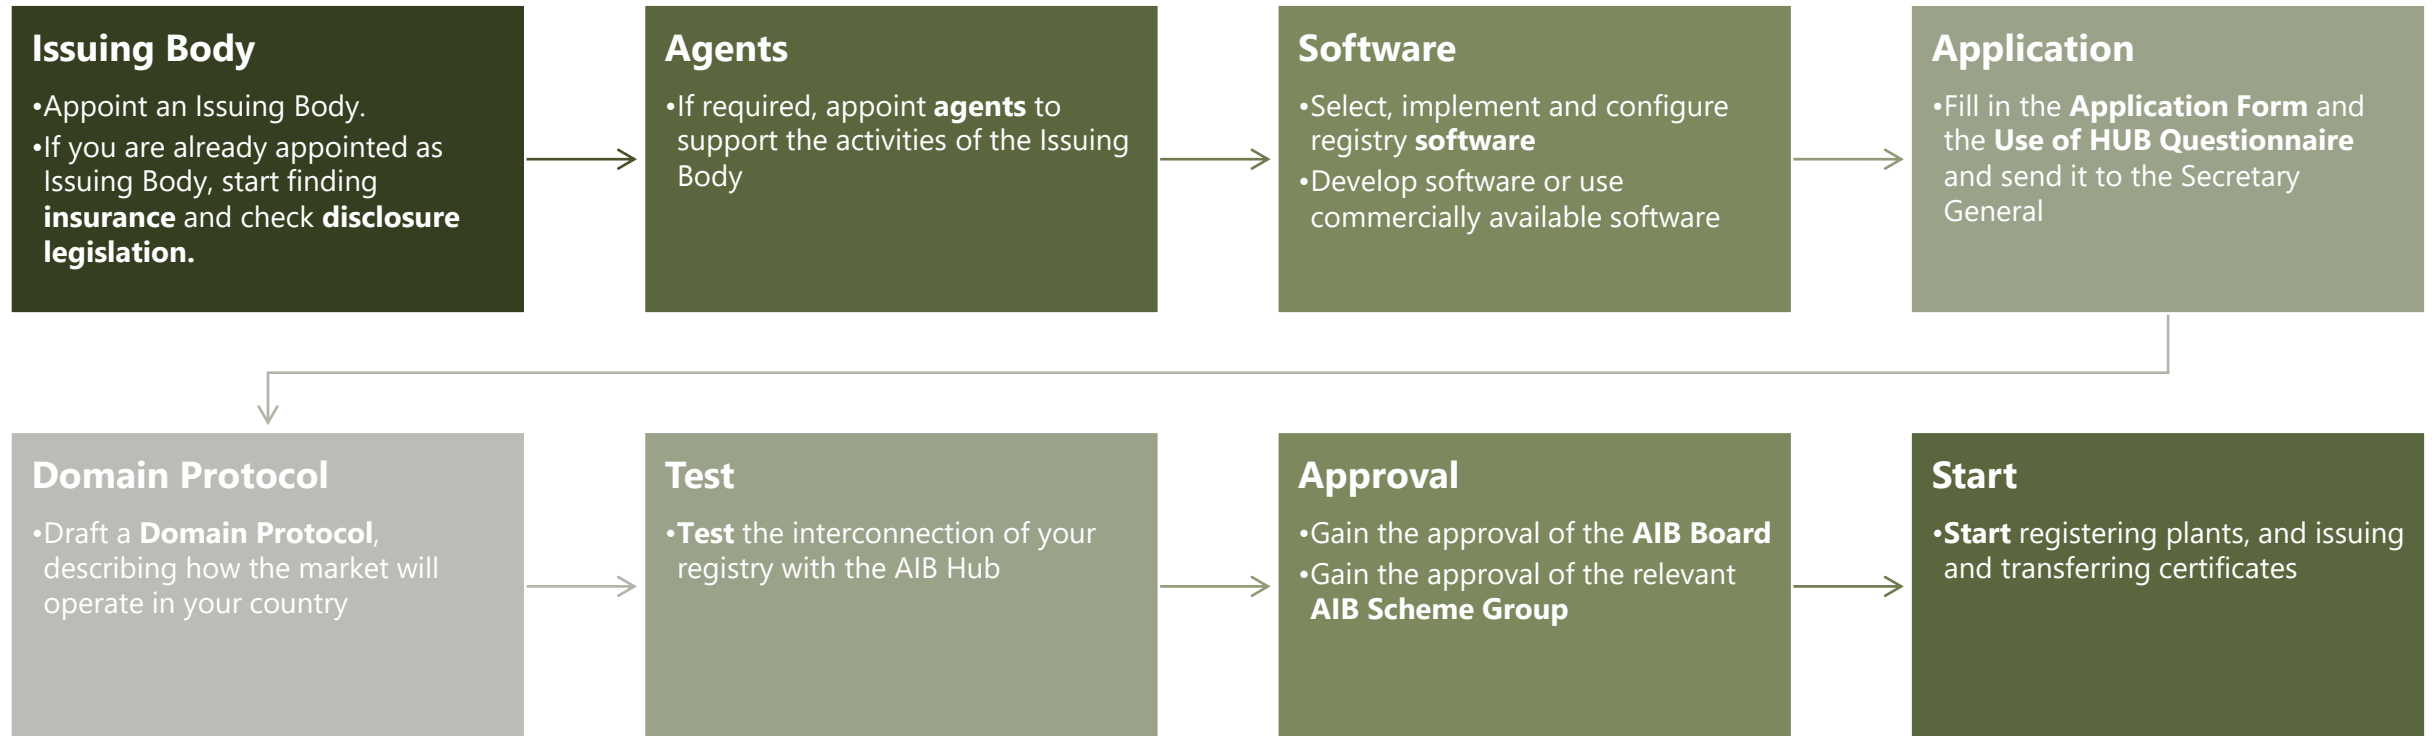 Issuing Body
•Appoint an Issuing Body.
•If you are already appointed as
Issuing Body, start finding
insurance and check disclosure
legislation.
Agents
•If required, appoint agents to
support the activities of the Issuing
Body
Software
•Select, implement and configure
registry software
•Develop software or use
commercially available software
Application
•Fill in the Application Form and
the Use of HUB Questionnaire
and send it to the Secretary
General
Domain Protocol
•Draft a Domain Protocol,
describing how the market will
operate in your country
Test
•Test the interconnection of your
registry with the AIB Hub
Approval
•Gain the approval of the AIB Board
•Gain the approval of the relevant
AIB Scheme Group
Start
•Start registering plants, and issuing
and transferring certificates